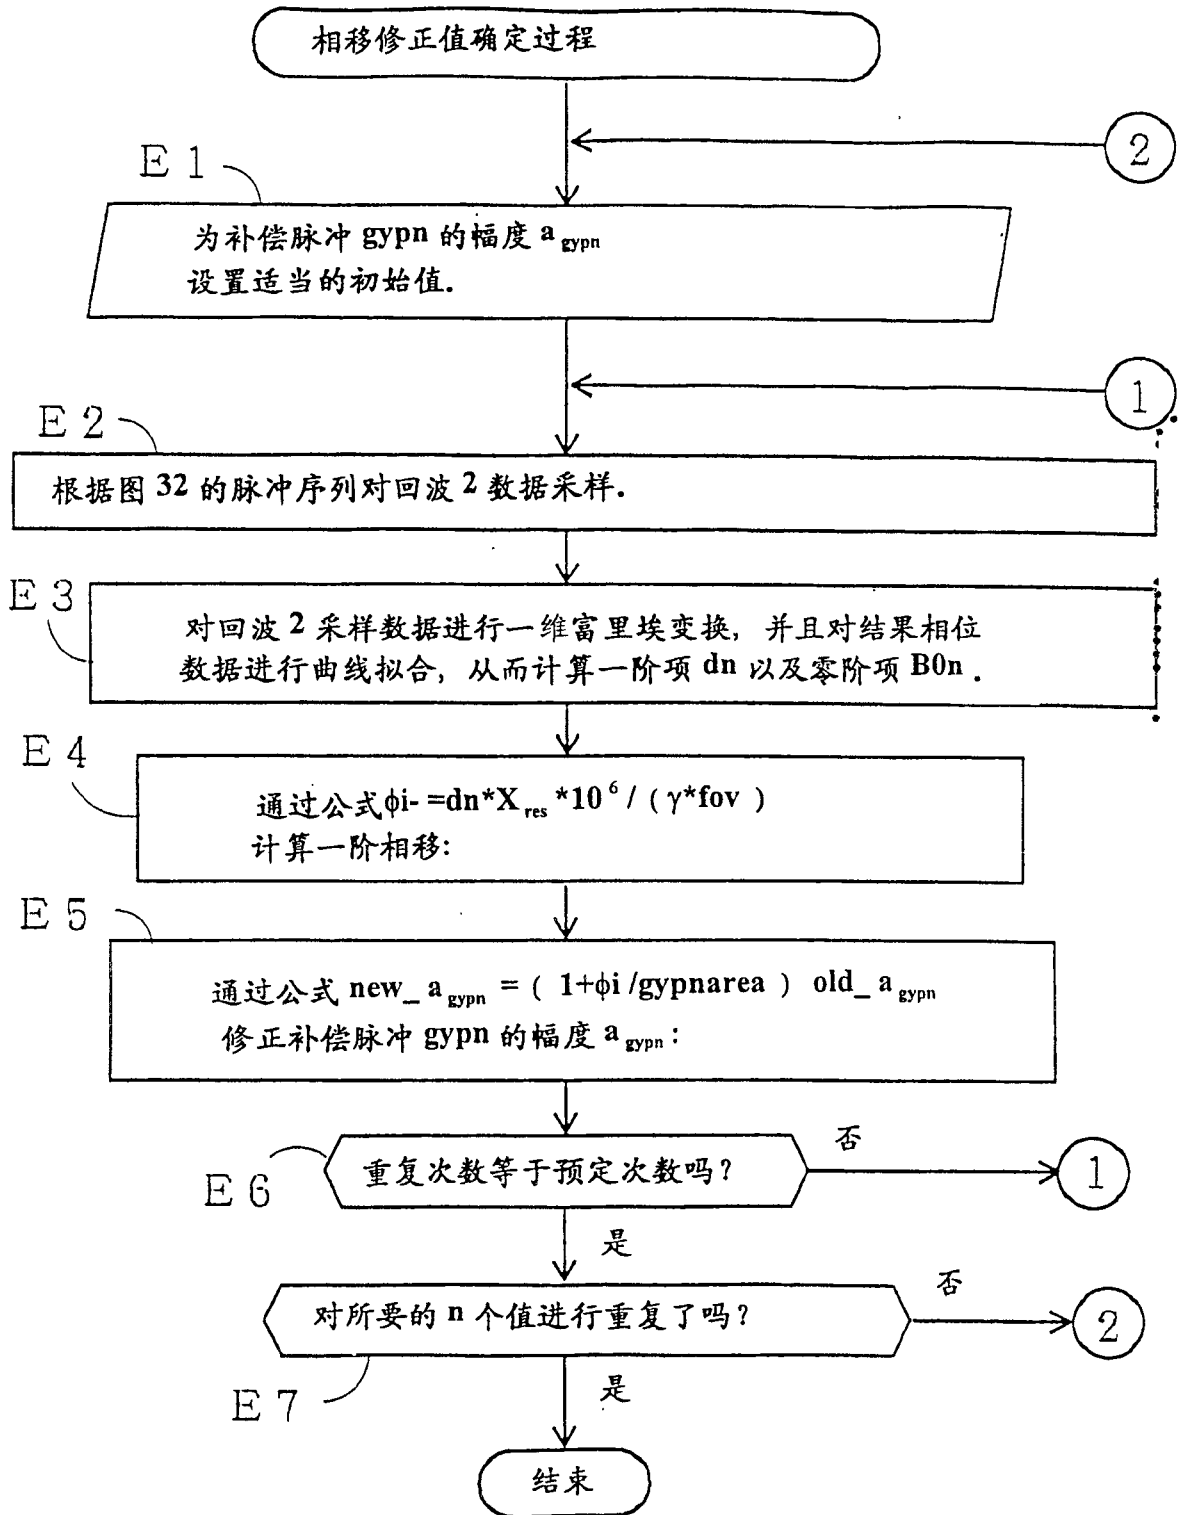 相移修正值确定过程
2
E1
为补偿脉冲 gypn 的幅度 a gypn
设置适当的初始值.
1
E2
根据图 32 的脉冲序列对回波 2 数据采样.
E3
对回波 2 采样数据进行一维富里埃变换, 并且对结果相位
数据进行曲线拟合, 从而计算一阶项 dn 以及零阶项 B0n.
E4
通过公式ϕi- =dn*X res *10 6 / ( γ*fov )
计算一阶相移:
E5
通过公式 new_ a gypn = ( 1+ϕi /gypnarea ) old_ a gypn
修正补偿脉冲 gypn 的幅度 a gypn:
E6
重复次数等于预定次数吗?
否
1
是
对所要的 n 个值进行重复了吗?
否
2
E7
是
结束